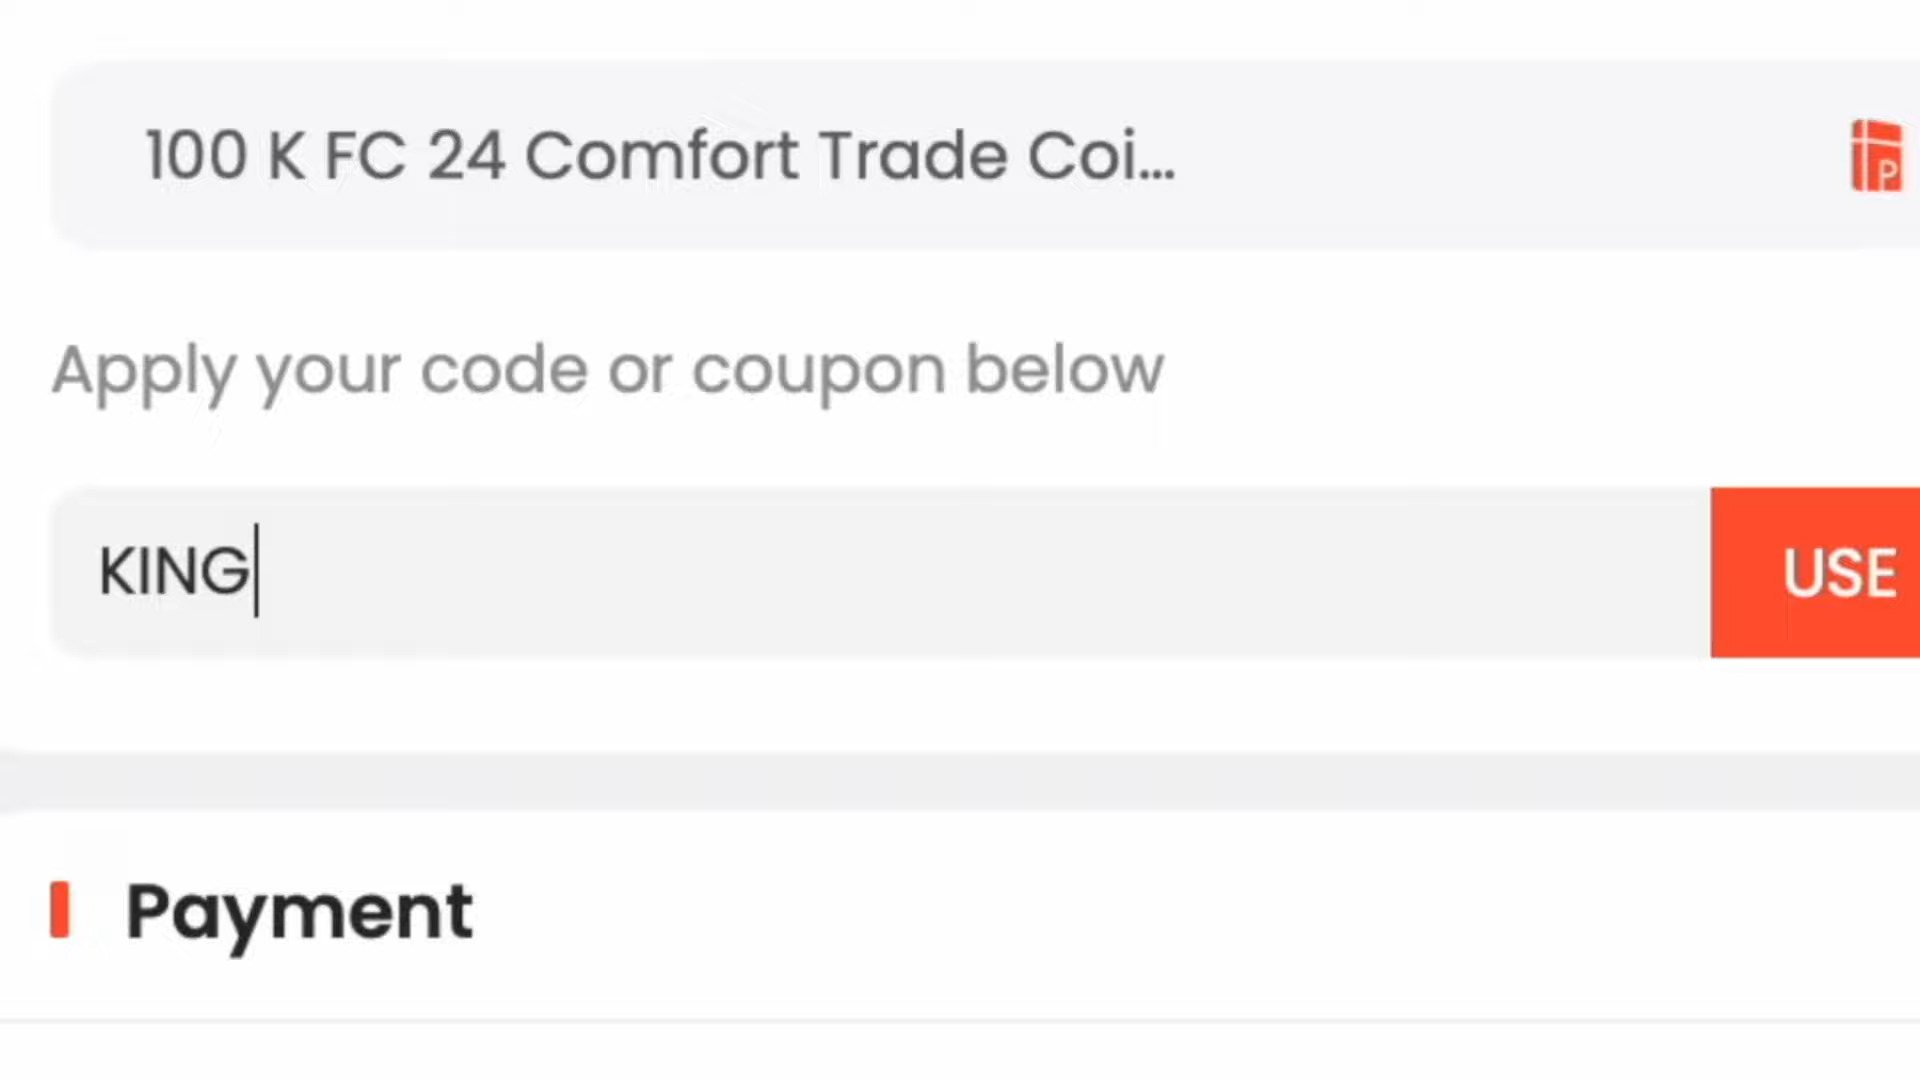 100 K FC 24 Comfort Trade Coi...
P
Apply your code or coupon below
KING
USE
Payment